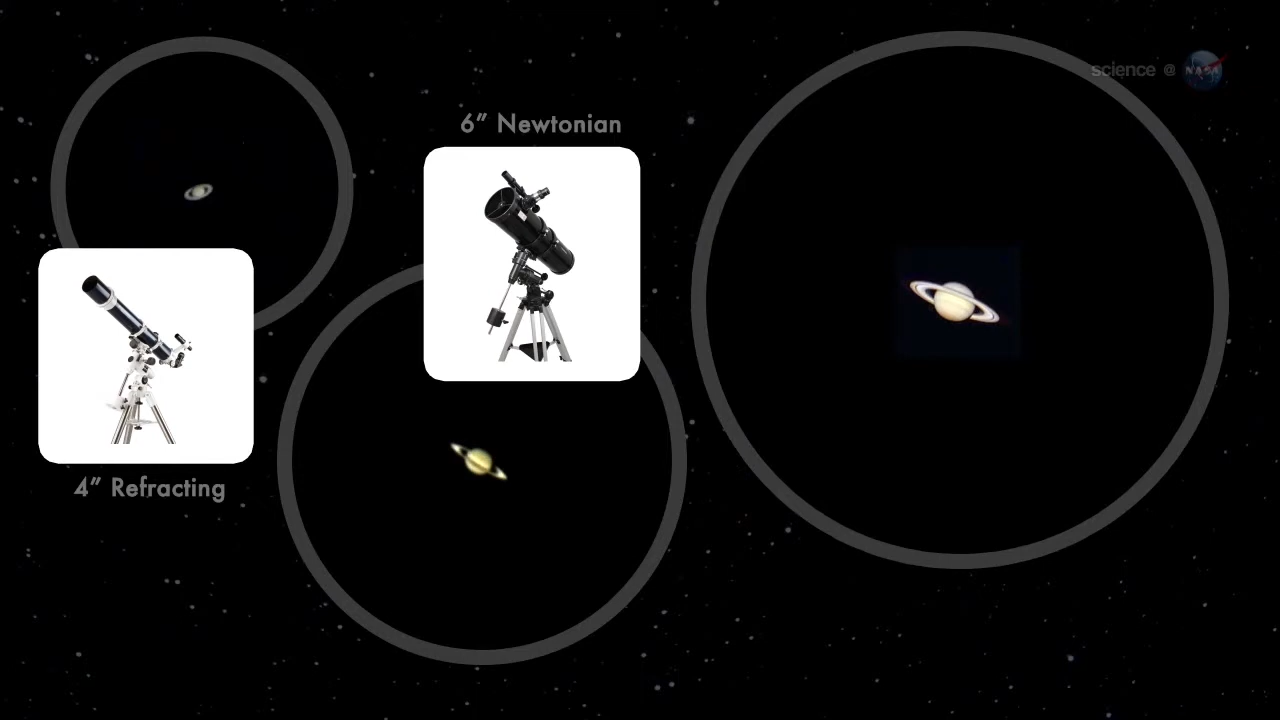 science @ NASA
6″ Newtonian
4″ Refracting